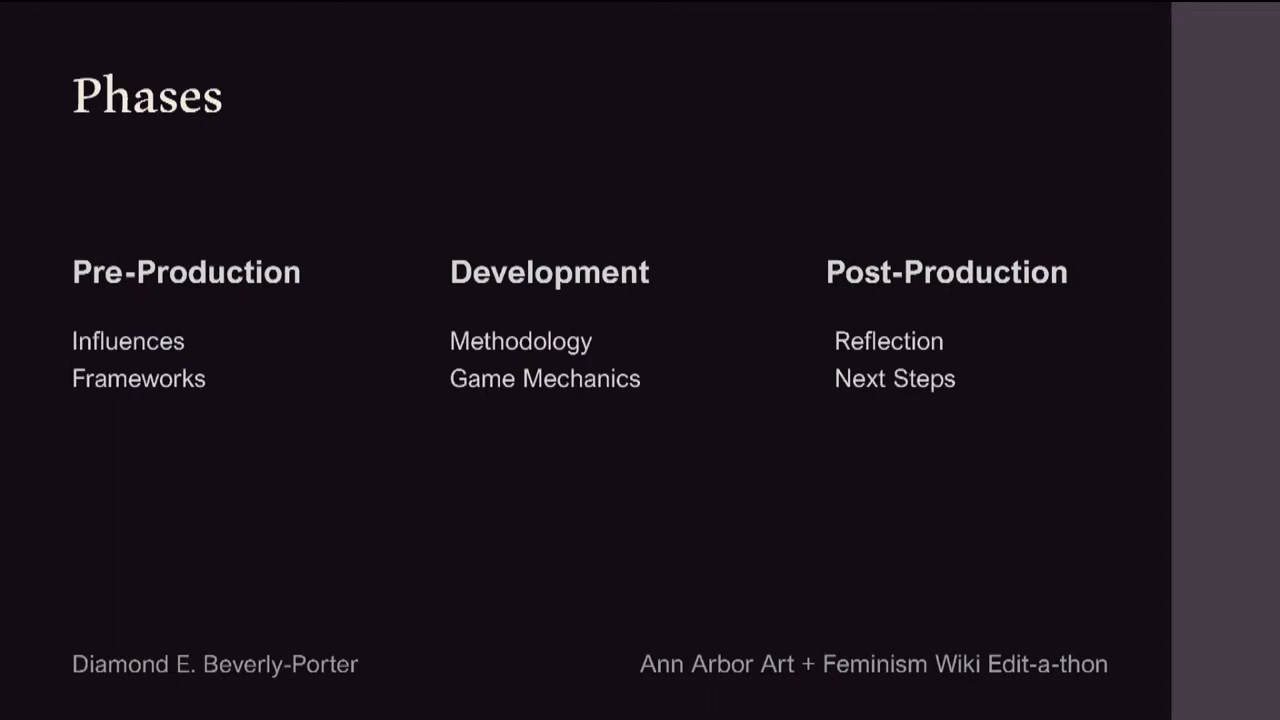 Phases
Pre-Production
Influences
Frameworks
Development
Methodology
Game Mechanics
Post-Production
Reflection
Next Steps
Diamond E. Beverly-Porter
Ann Arbor Art + Feminism Wiki Edit-a-thon